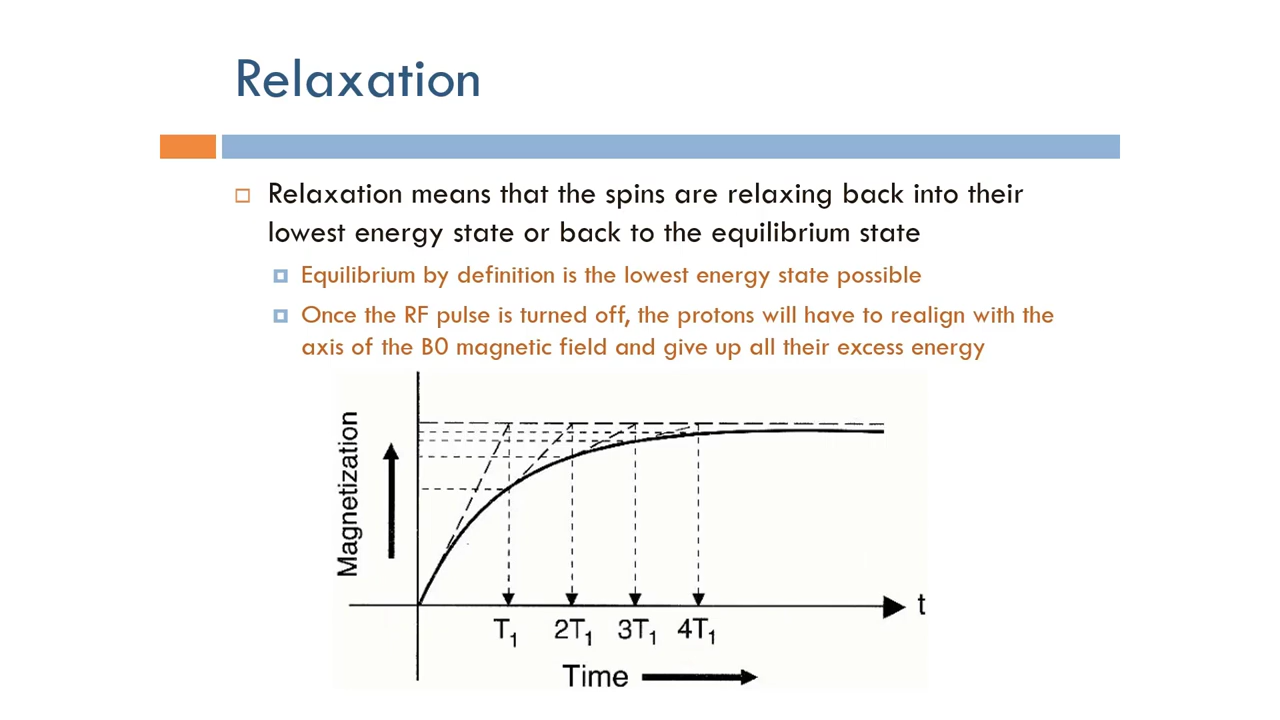 Relaxation
Relaxation means that the spins are relaxing back into their
lowest energy state or back to the equilibrium state
Equilibrium by definition is the lowest energy state possible
Once the RF pulse is turned off, the protons will have to realign with the
axis of the B0 magnetic field and give up all their excess energy
Magnetization
t
T₁ 2T₁ 3T₁ 4T₁
Time